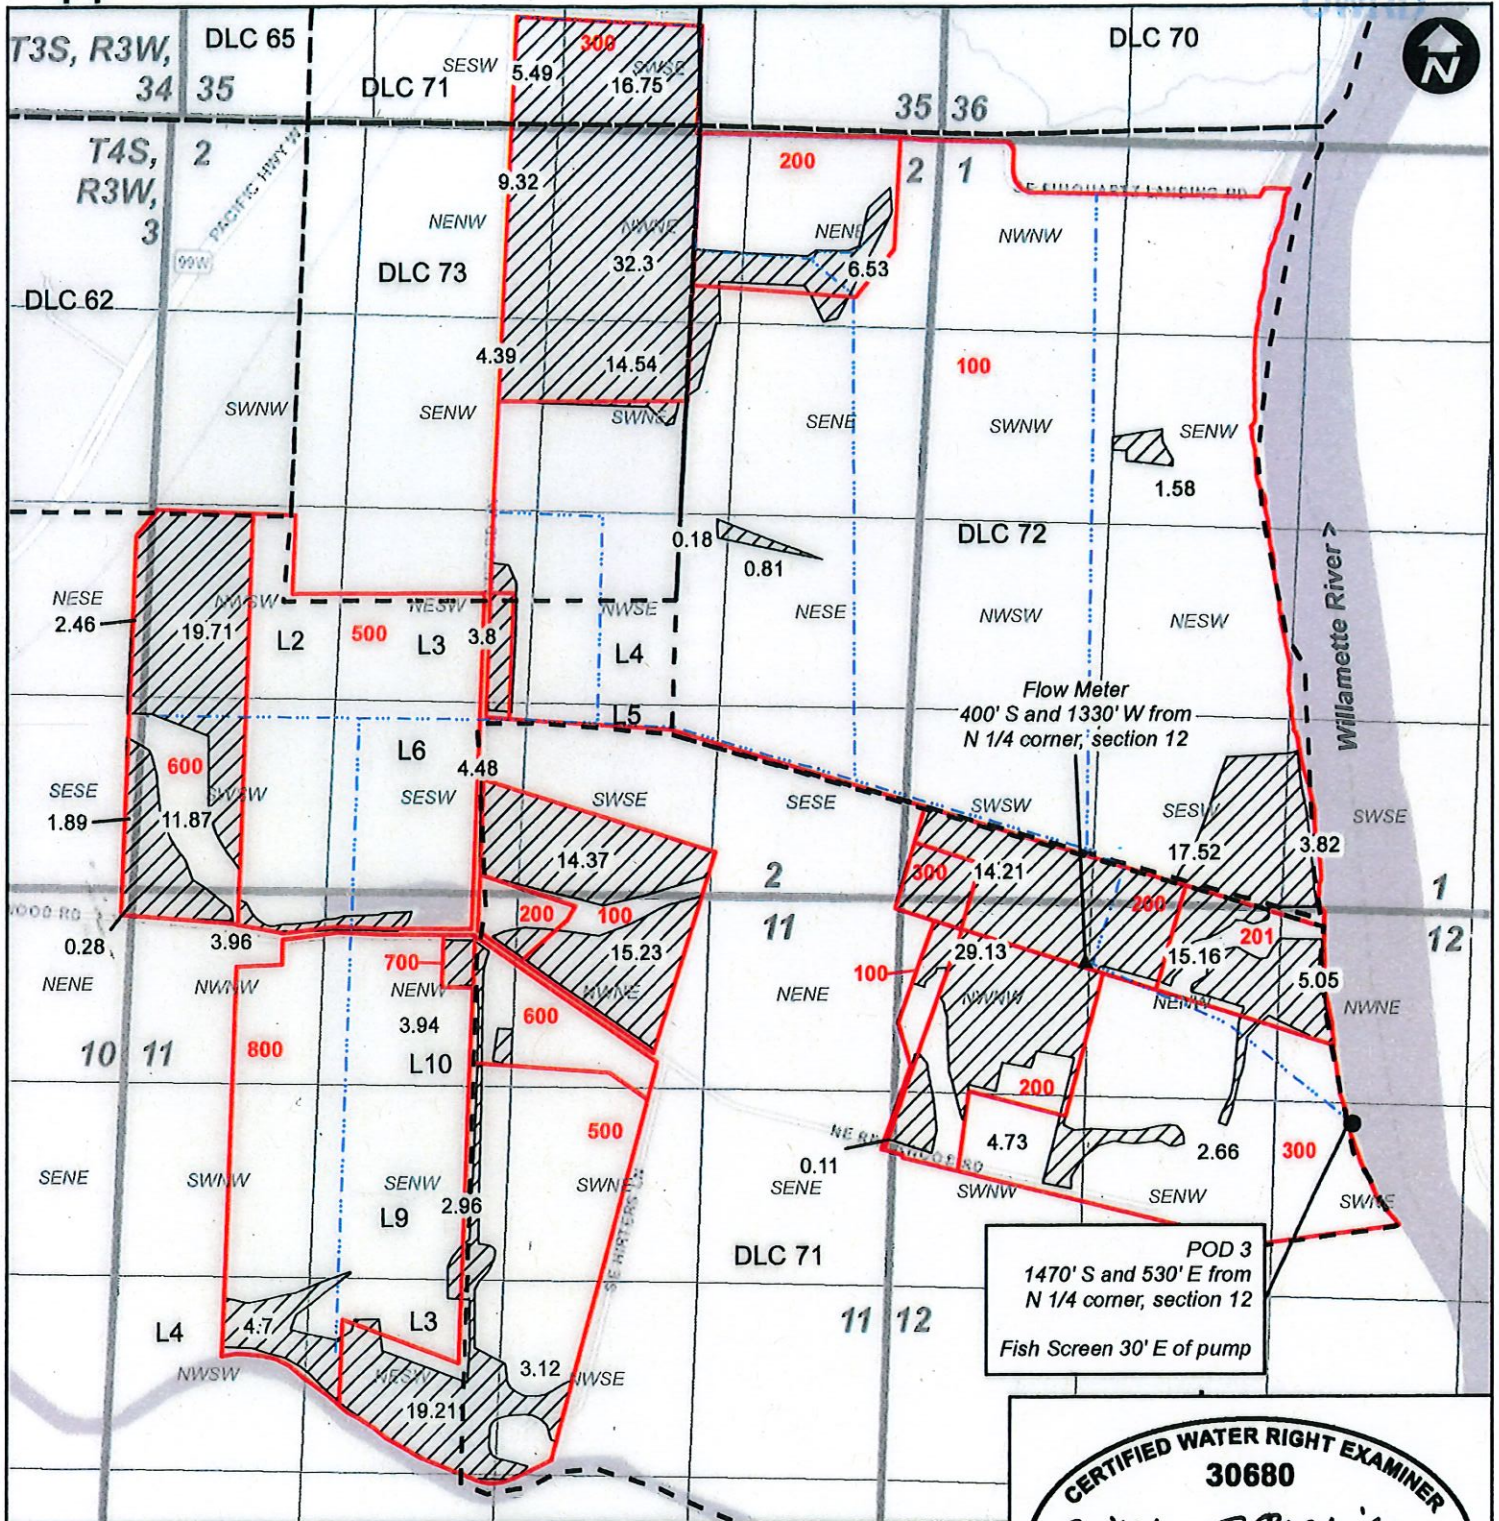 DLC 65
DLC 70
T3S, R3W,
300
SESW
5.49
SWSE
N
34 35
DLC 71
16.75
35 36
T4S, 2
R3W,
3
PACIFIC HWY W
9.32
200
2 1
99W
NENW
NWNE
NENE
NWNW
DLC 73
32.3
6.53
DLC 62
4.39
14.54
100
SWNW
SENW
SWNE
SENE
SWNW
SENW
1.58
0.18
DLC 72
0.81
NESE
NWSW
NESW
NWSE
NESE
NWSW
NESW
2.46
19.71
L2
500
L3
3.8
L4
Willamette River >
L5
Flow Meter
400' S and 1330' W from
N 1/4 corner, section 12
L6
600
4.48
SESE
SWSW
SESW
SWSE
SESE
SWSW
SESW
SWSE
1.89
11.87
14.37
17.52
3.82
2
300
14.21
1
WOOD RD
200
100
200
0.28
3.96
11
201
12
15.23
29.13
15.16
700
100
5.05
NENE
NWNW
NENW
NWNE
NENE
NWNW
NENW
NWNE
3.94
600
10 11
800
L10
200
500
4.73
2.66
300
0.11
SENE
SWNW
SENW
SWNE
SENE
SWNW
SENW
SWNE
2.96
L9
DLC 71
POD 3
1470' S and 530' E from
N 1/4 corner, section 12
Fish Screen 30' E of pump
11 12
L4
4.7
L3
3.12
NWSW
NESW
NWSE
19.21
CERTIFIED WATER RIGHT EXAMINER
30680